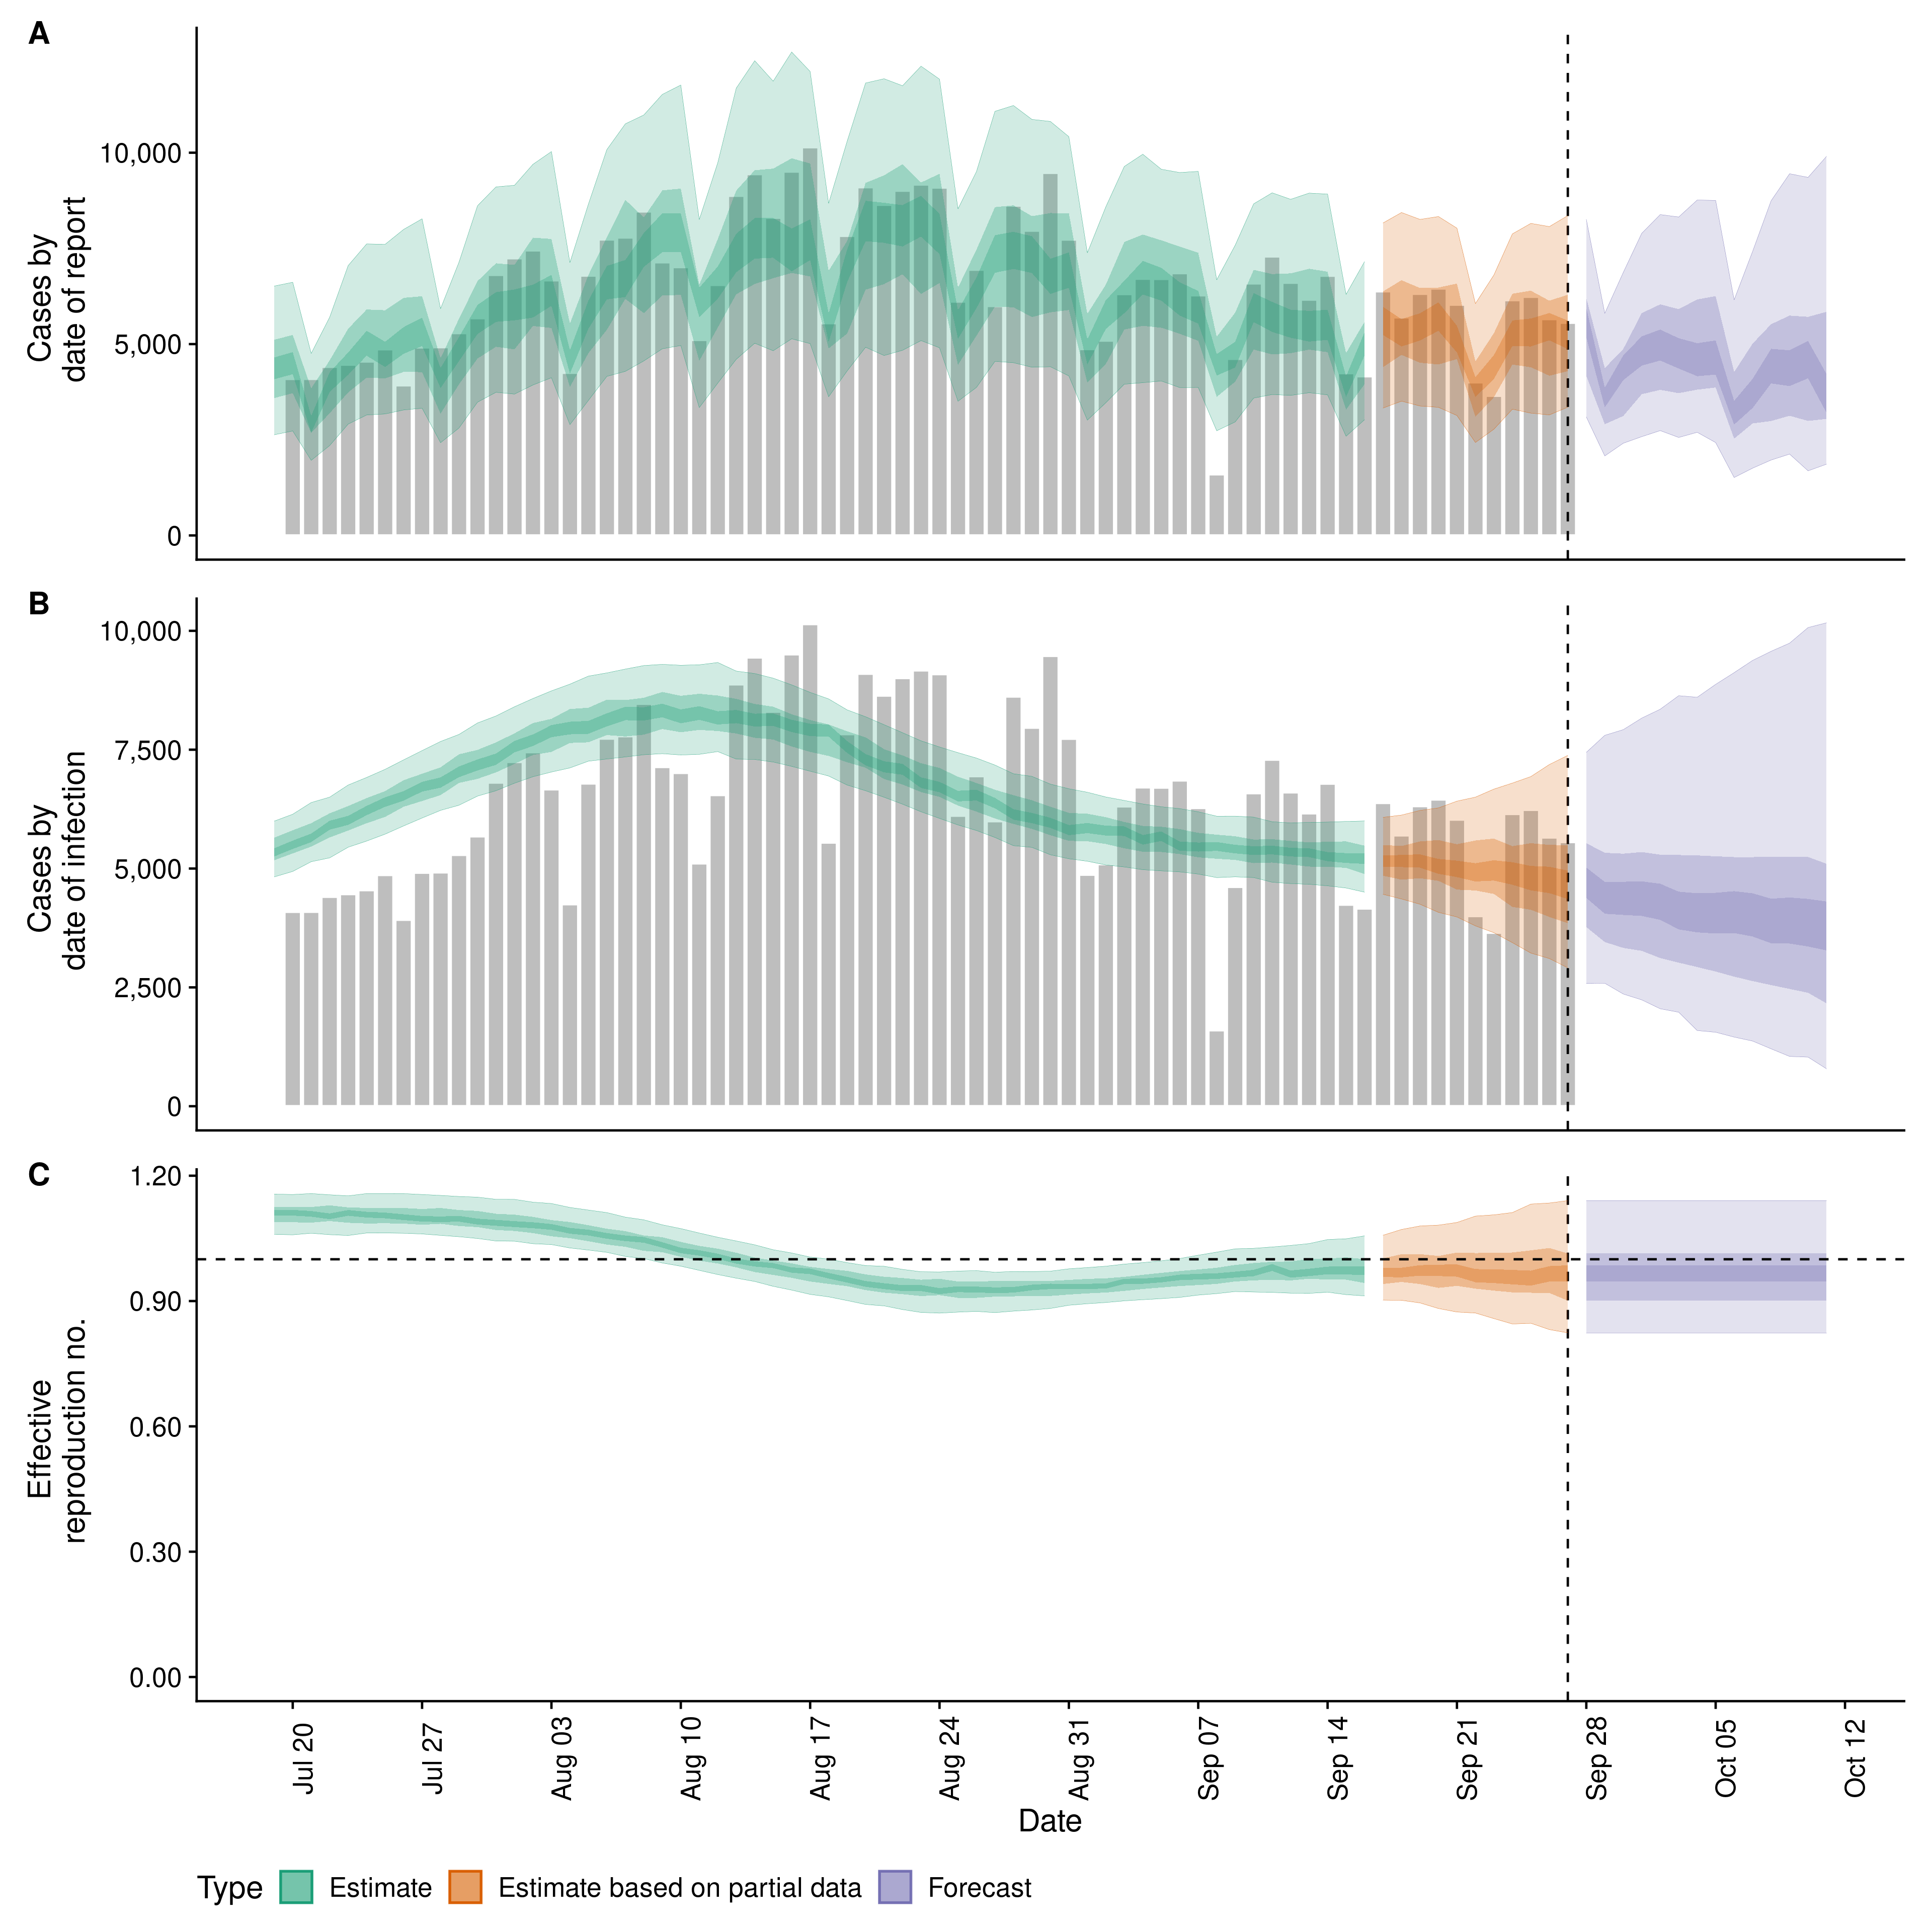 A
Cases by
date of report
10,000
5,000
0
B
Cases by
date of infection
10,000
7,500
5,000
2,500
0
C
Effective
reproduction no.
1.20
0.90
0.60
0.30
0.00
Jul 20
Jul 27
Aug 03
Aug 10
Aug 17
Aug 24
Aug 31
Sep 07
Sep 14
Sep 21
Sep 28
Oct 05
Oct 12
Date
Type Estimate Estimate based on partial data Forecast